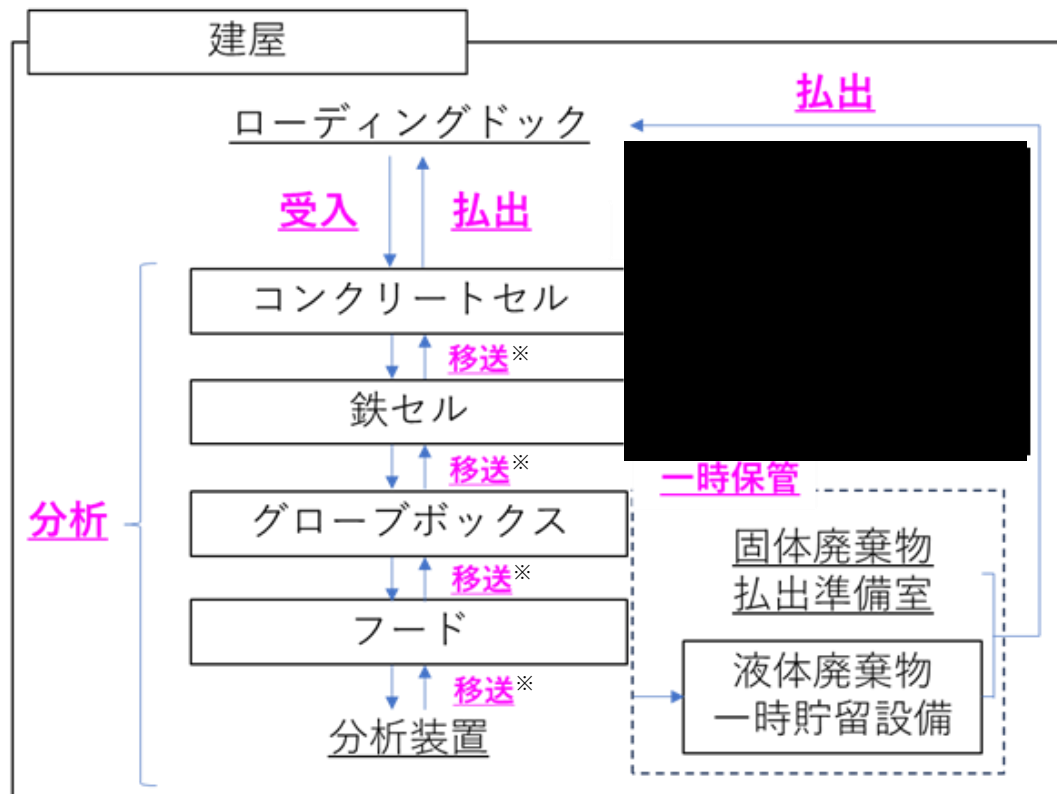 建屋
払出
ローディングドック
受入
払出
コンクリートセル
移送※
鉄セル
移送※
一時保管
分析
グローブボックス
固体廃棄物
払出準備室
移送※
フード
液体廃棄物
一時貯留設備
移送※
分析装置